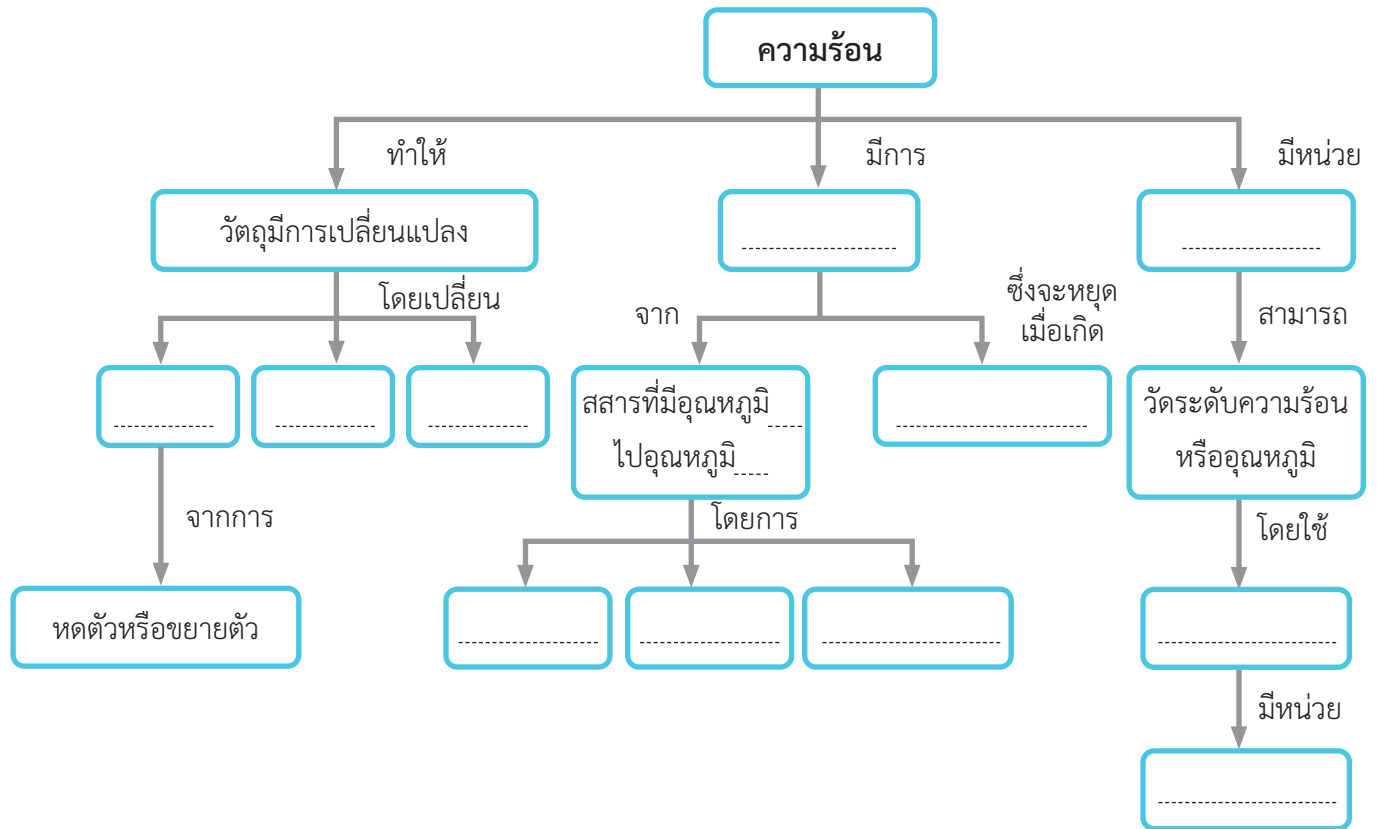 ความร้อน
ทำให้
มีการ
มีหน่วย
วัตถุมีการเปลี่ยนแปลง
โดยเปลี่ยน
จาก
ซึ่งจะหยุด
เมื่อเกิด
สามารถ
สสารที่มีอุณหภูมิ
ไปอุณหภูมิ
วัดระดับความร้อน
หรืออุณหภูมิ
จากการ
โดยการ
โดยใช้
หดตัวหรือขยายตัว
มีหน่วย